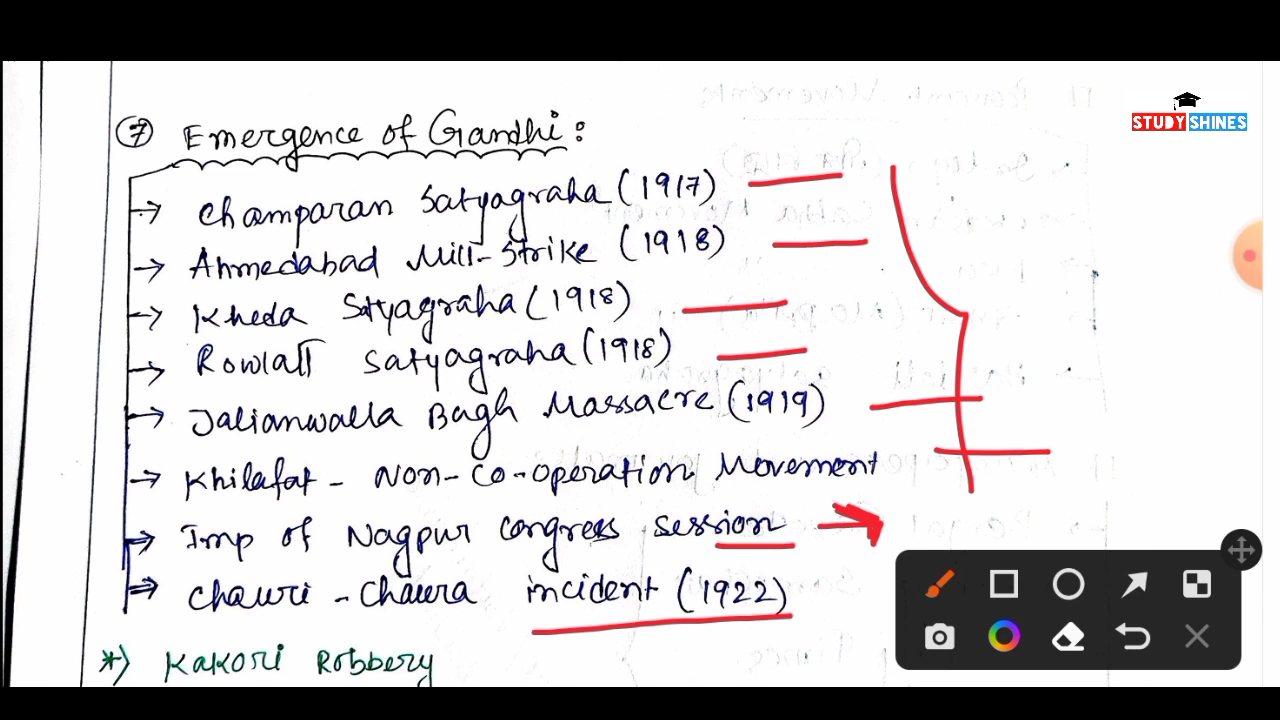 STUDY SHINES
⑦ Emergence of Gandhi :
→ Champaran Satyagraha (1917)
→ Ahmedabad Mill-Strike (1918)
→ Kheda Satyagraha (1918)
→ Rowlatt Satyagraha (1918)
→ Jalianwalla Bagh Massacre (1919)
→ Khilafat - Non-Co-operation Movement
→ Imp of Nagpur Congress session
→ Chauri - Chaura incident (1922)
*) Kakori Robbery